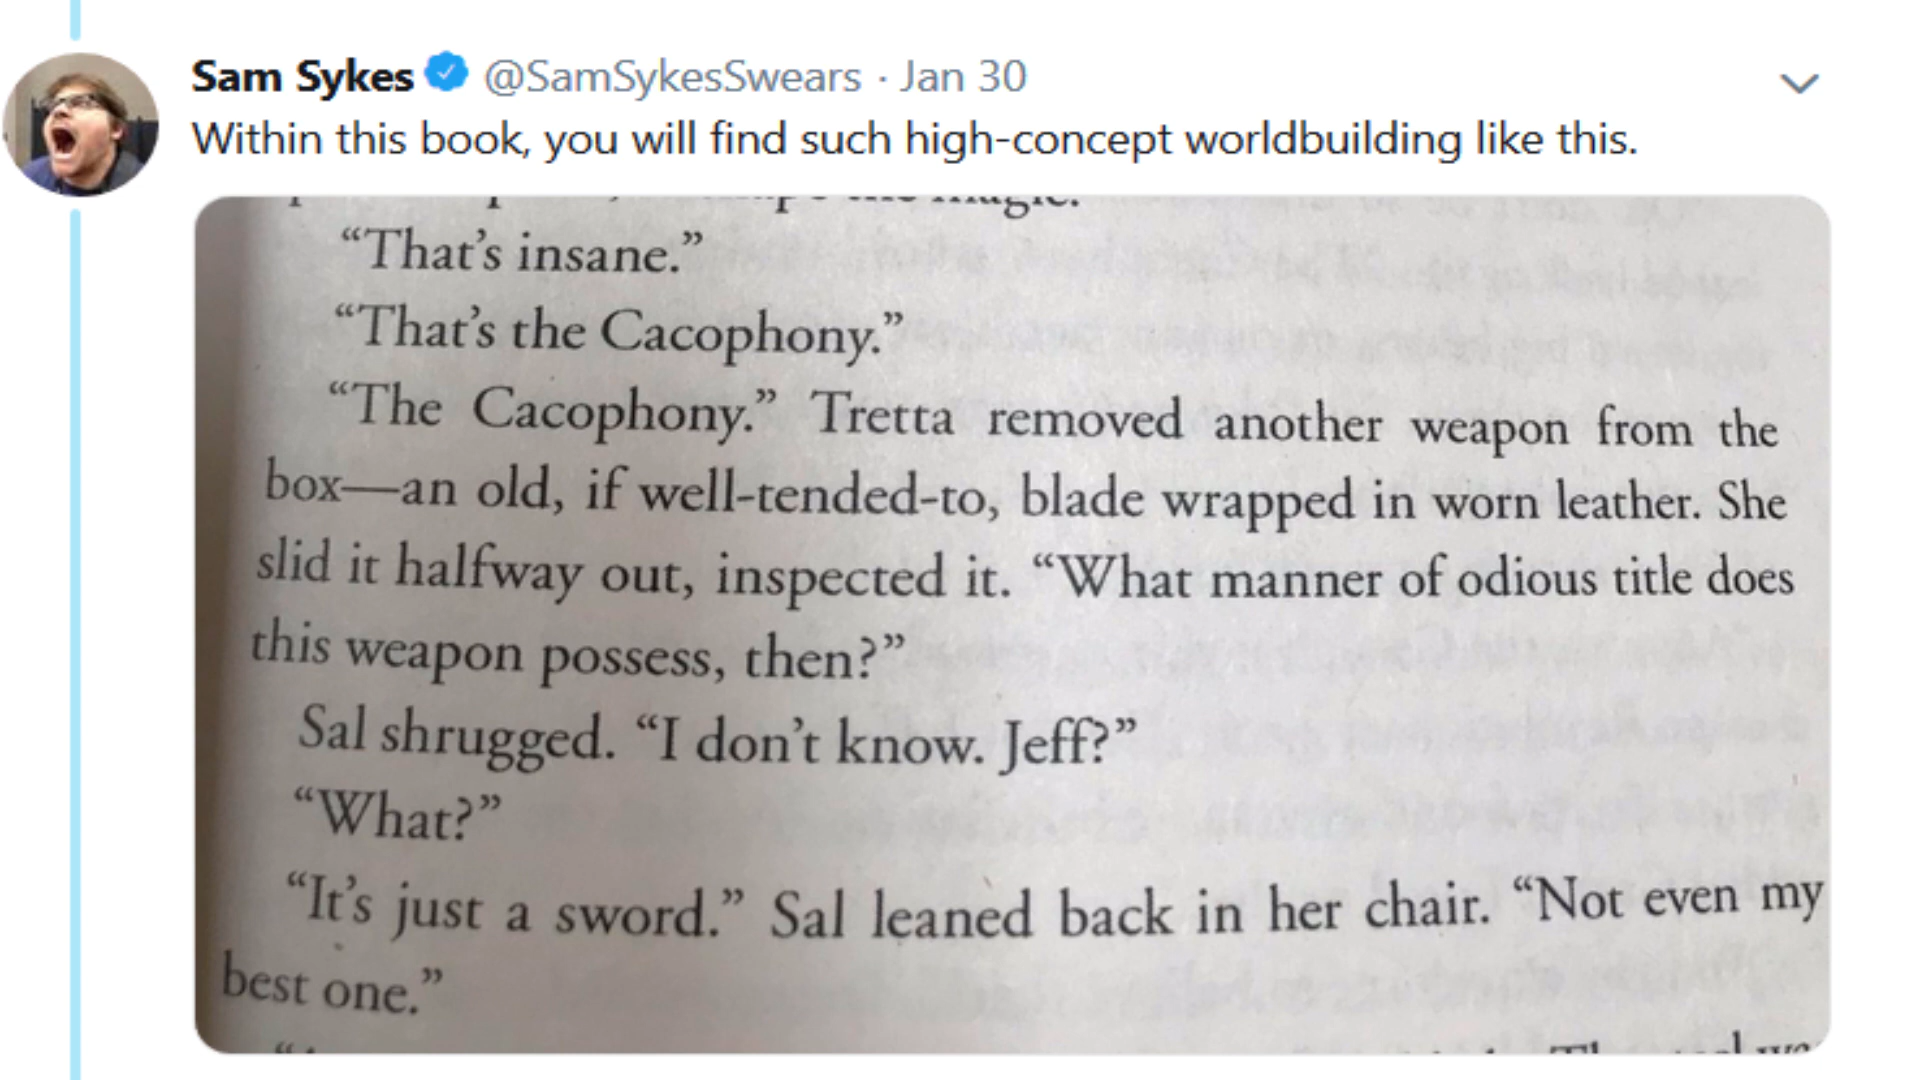 Sam Sykes @SamSykesSwears · Jan 30
Within this book, you will find such high-concept worldbuilding like this.
magic.
“That’s insane.”
“That’s the Cacophony.”
“The Cacophony.” Tretta removed another weapon from the
box—an old, if well-tended-to, blade wrapped in worn leather. She
slid it halfway out, inspected it. “What manner of odious title does
this weapon possess, then?”
Sal shrugged. “I don’t know. Jeff?”
“What?”
“It’s just a sword.” Sal leaned back in her chair. “Not even my
best one.”